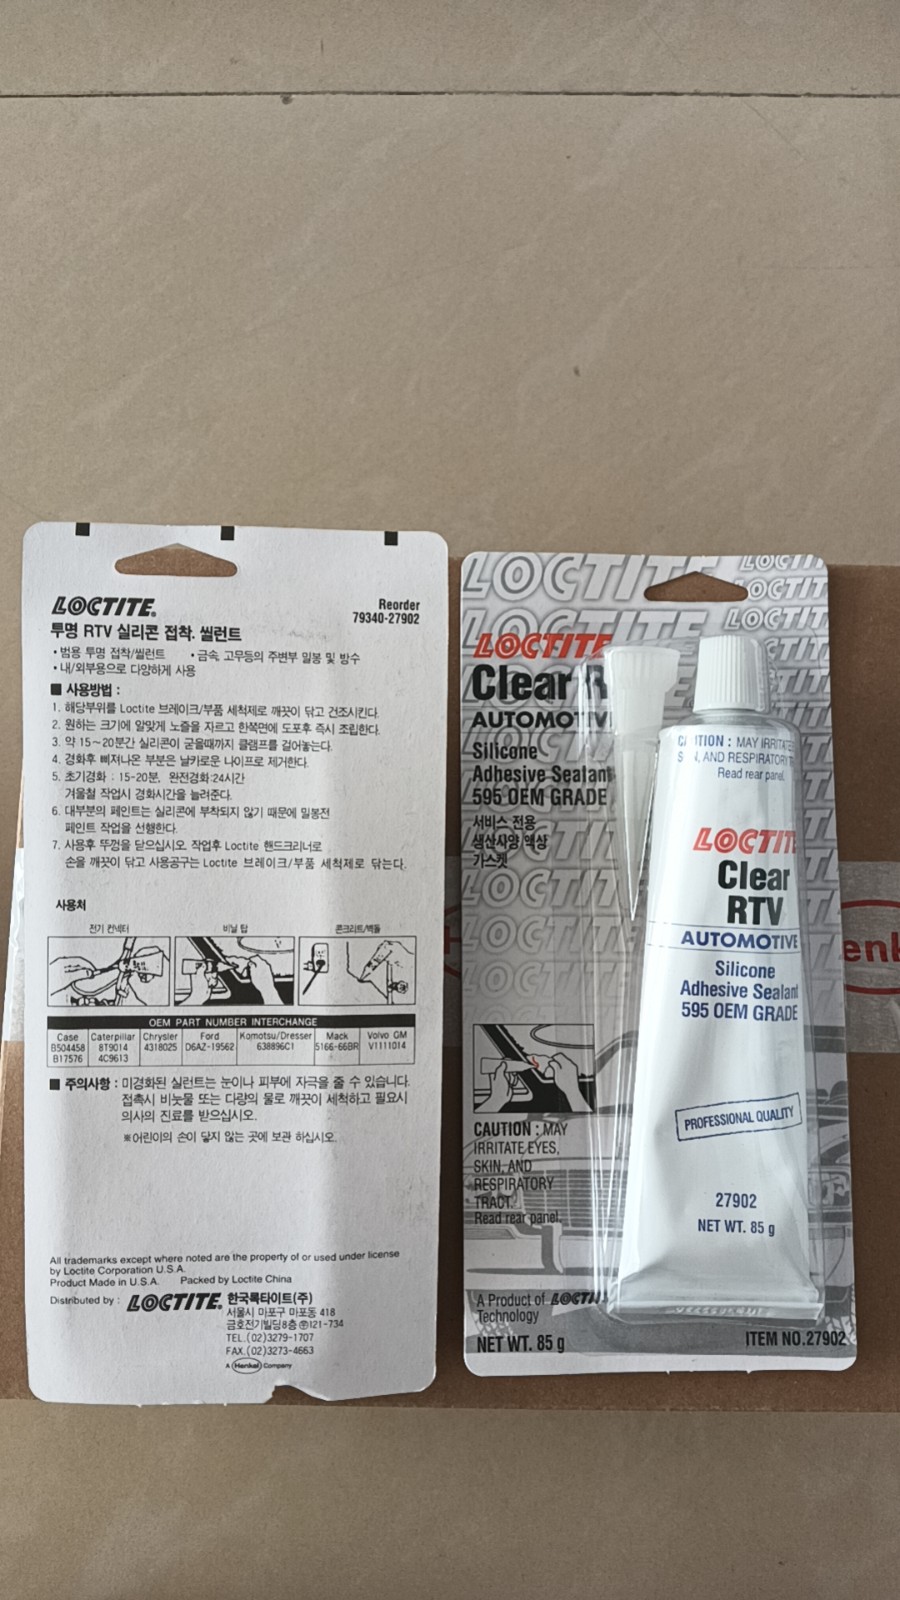 LOCTITE®
Reorder
79340-27902
투명 RTV 실리콘 접착. 씰런트
• 범용 투명 접착/씰런트 • 금속, 고무등의 주변부 밀봉 및 방수
• 내/외부용으로 다양하게 사용
■ 사용방법 :
1. 해당부위를 Loctite 브레이크/부품 세척제로 깨끗이 닦고 건조시킨다.
2. 원하는 크기에 알맞게 노즐을 자르고 한쪽면에 도포후 즉시 조립한다.
3. 약 15~20분간 실리콘이 굳을때까지 클램프를 걸어놓는다.
4. 경화후 삐져나온 부분은 날카로운 나이프로 제거한다.
5. 초기경화 : 15-20분, 완전경화:24시간
겨울철 작업시 경화시간을 늘려준다.
6. 대부분의 페인트는 실리콘에 부착되지 않기 때문에 밀봉전
페인트 작업을 선행한다.
7. 사용후 뚜껑을 닫으십시오. 작업후 Loctite 핸드크리너로
손을 깨끗이 닦고 사용공구는 Loctite 브레이크/부품 세척제로 닦는다.
사용처
전기 컨넥터 비닐 탑 콘크리트/벽돌
OEM PART NUMBER INTERCHANGE
Case Caterpillar Chrysler Ford Komotsu/Dresser Mack Volvo GM
B504458 8T9014 4318025 D6AZ-19562 638896C1 5166-66BR V1111014
B17576 4C9613
■ 주의사항 : 미경화된 실런트는 눈이나 피부에 자극을 줄 수 있습니다.
접촉시 비눗물 또는 다량의 물로 깨끗이 세척하고 필요시
의사의 진료를 받으십시오.
※어린이의 손이 닿지 않는 곳에 보관 하십시오.
All trademarks except where noted are the property of or used under license
by Loctite Corporation U.S.A.
Product Made in U.S.A. Packed by Loctite China
Distributed by : LOCTITE® 한국록타이트(주)
서울시 마포구 마포동 418
금호전기빌딩8층 ㉾121-734
TEL.(02)3279-1707
FAX.(02)3273-4663
A Henkel Company
LOCTITE
Clear R
AUTOMOTIV
Silicone
Adhesive Sealant
595 OEM GRADE
서비스 전용
생산사양 액상
가스켓
CAUTION : MAY
IRRITATE EYES,
SKIN, AND
RESPIRATORY
TRACT.
Read rear panel.
A Product of LOCTITE
Technology
NET WT. 85 g
ITEM NO.27902
CAUTION : MAY IRRITATE
SKIN, AND RESPIRATORY
Read rear panel.
LOCTITE
Clear
RTV
AUTOMOTIVE
Silicone
Adhesive Sealant
595 OEM GRADE
PROFESSIONAL QUALITY
27902
NET WT. 85 g